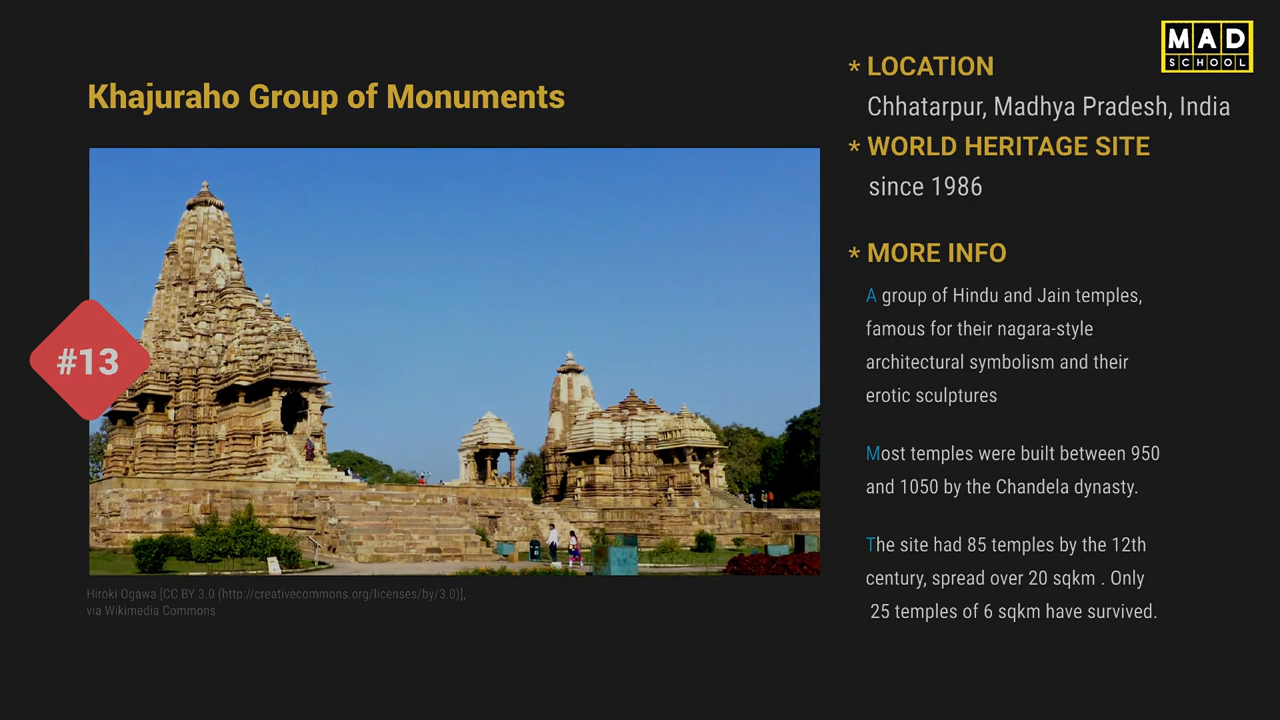 MAD
SCHOOL
Khajuraho Group of Monuments
#13
Hiroki Ogawa [CC BY 3.0 (http://creativecommons.org/licenses/by/3.0)],
via Wikimedia Commons
* LOCATION
Chhatarpur, Madhya Pradesh, India
* WORLD HERITAGE SITE
since 1986
* MORE INFO
A group of Hindu and Jain temples,
famous for their nagara-style
architectural symbolism and their
erotic sculptures
Most temples were built between 950
and 1050 by the Chandela dynasty.
The site had 85 temples by the 12th
century, spread over 20 sqkm . Only
25 temples of 6 sqkm have survived.